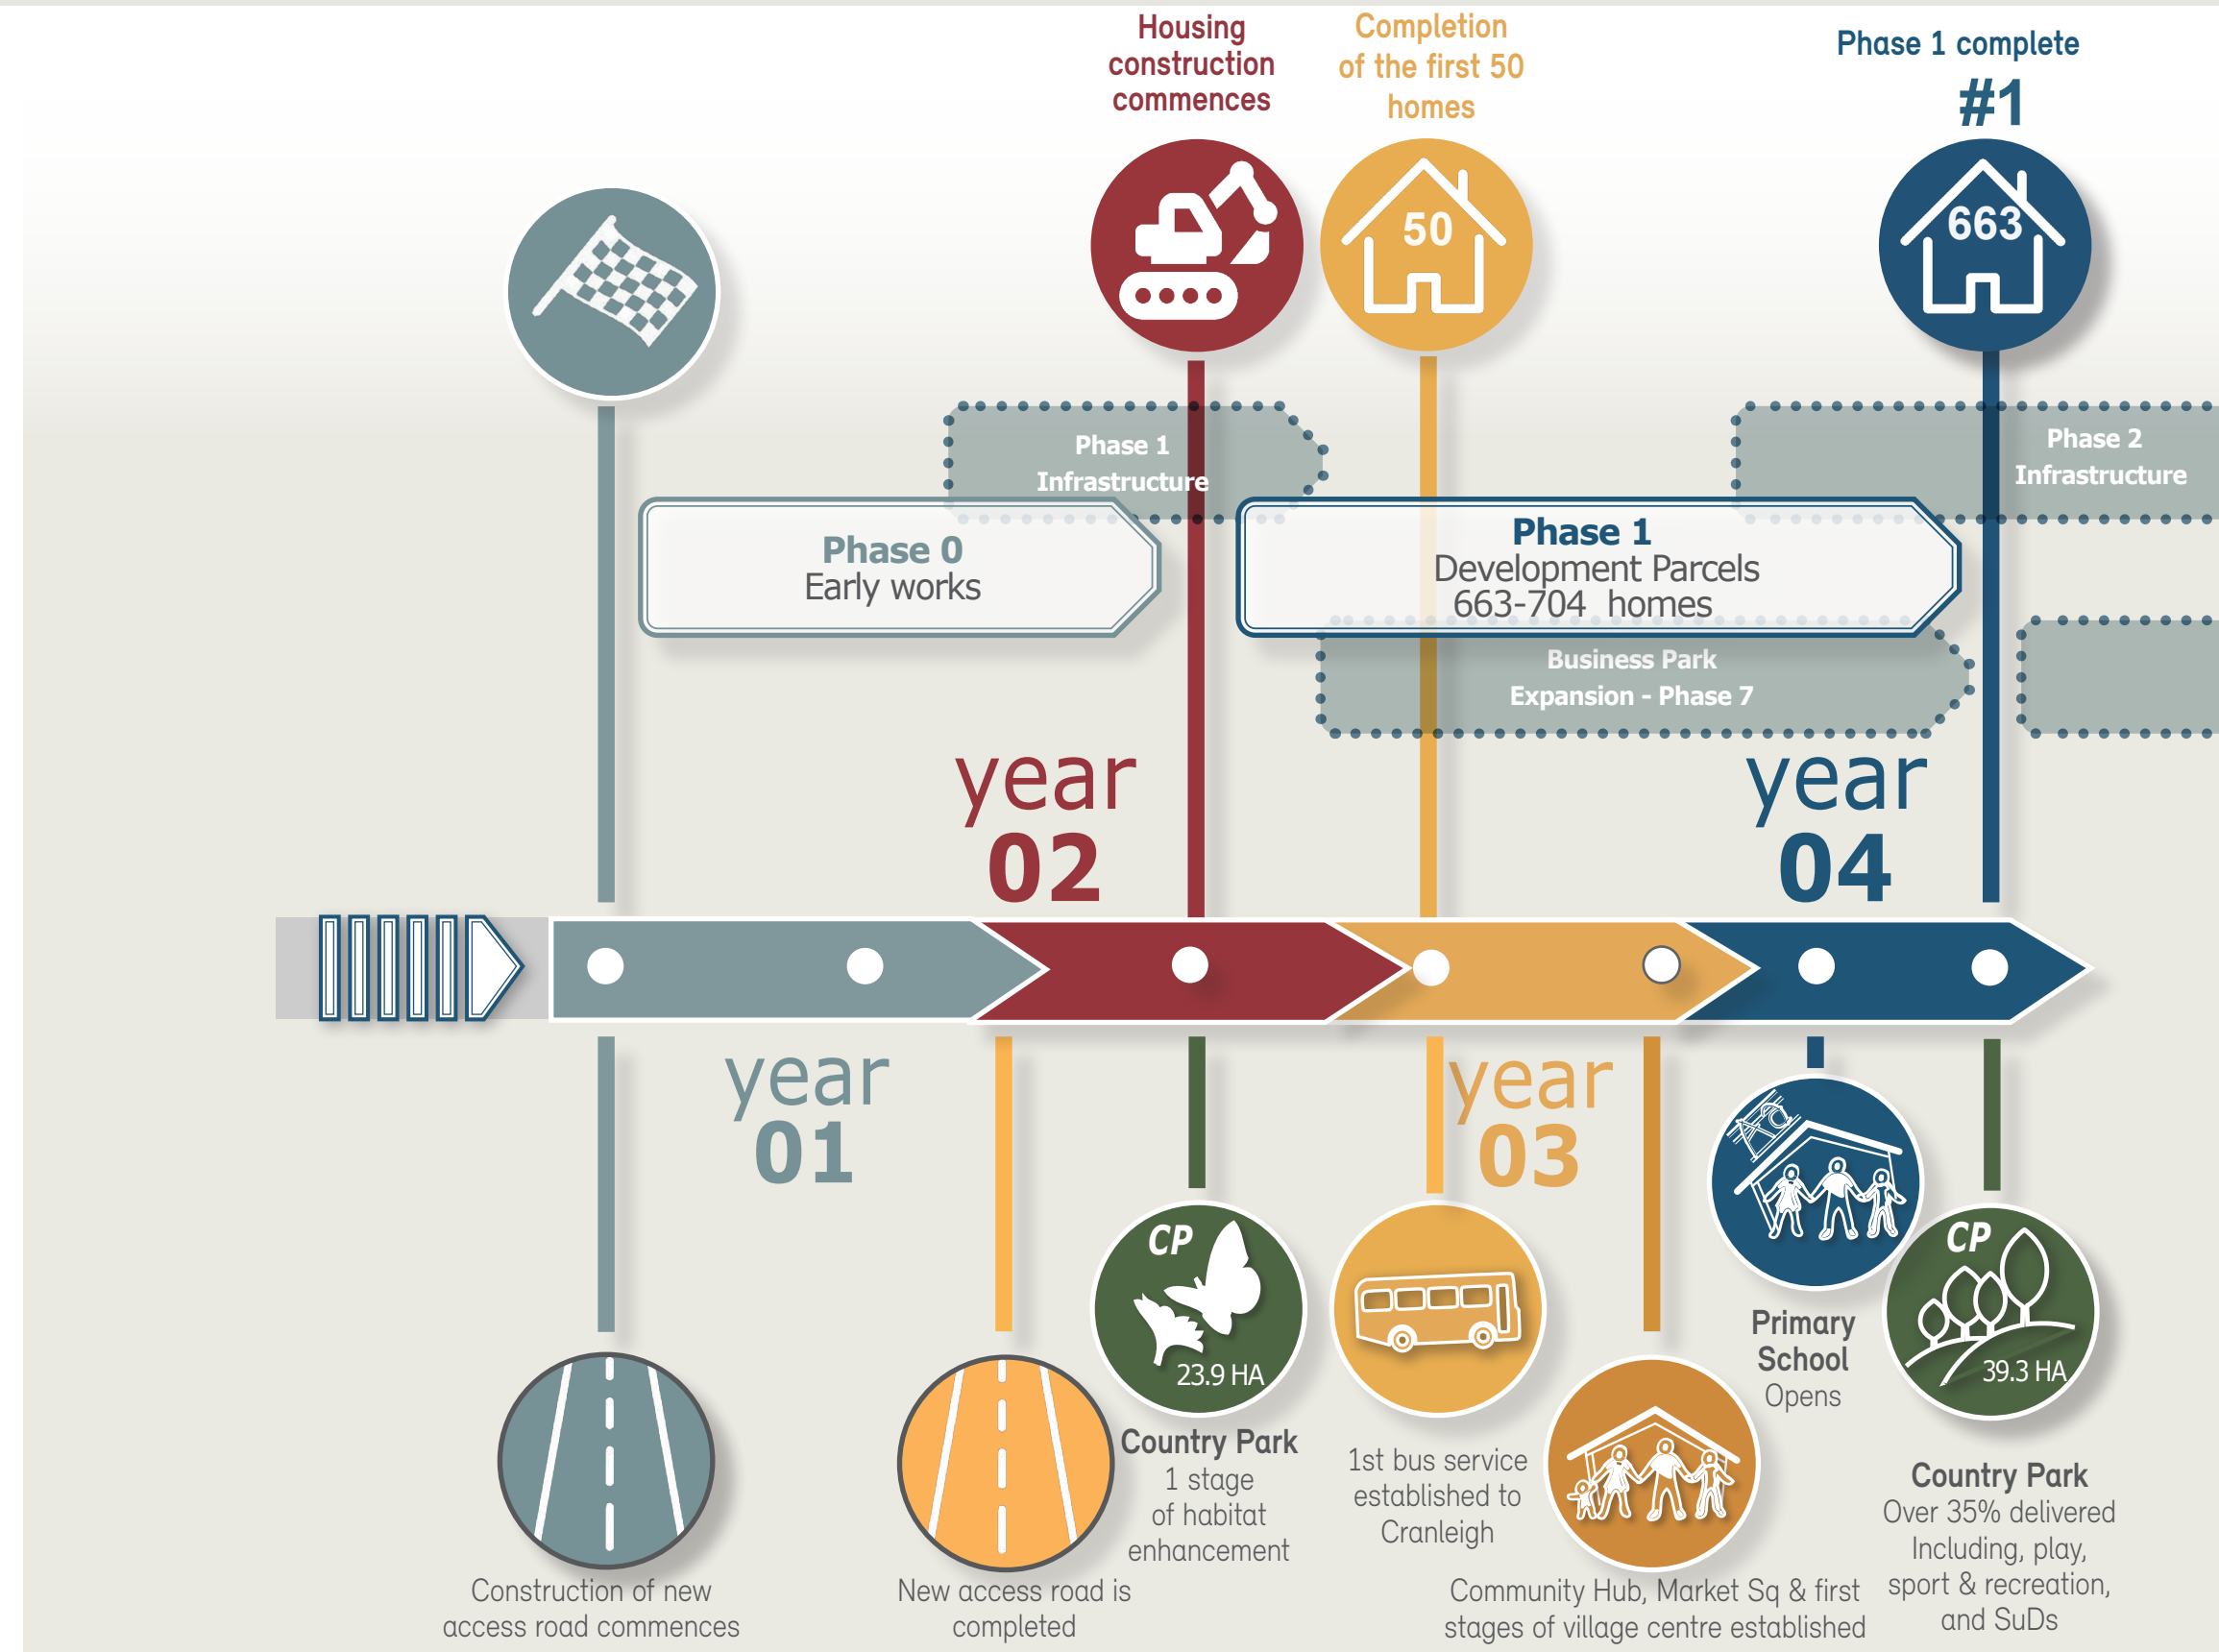 Housing
construction
commences
Completion
of the first 50
homes
Phase 1 complete
#1
50
663
Phase 1
Infrastructure
Phase 2
Infrastructure
Phase 0
Early works
Phase 1
Development Parcels
663-704 homes
Business Park
Expansion - Phase 7
year
02
year
04
year
01
year
03
CP
23.9 HA
CP
39.3 HA
Primary
School
Opens
Country Park
1 stage
of habitat
enhancement
1st bus service
established to
Cranleigh
Country Park
Over 35% delivered
Including, play,
sport & recreation,
and SuDs
Construction of new
access road commences
New access road is
completed
Community Hub, Market Sq & first
stages of village centre established